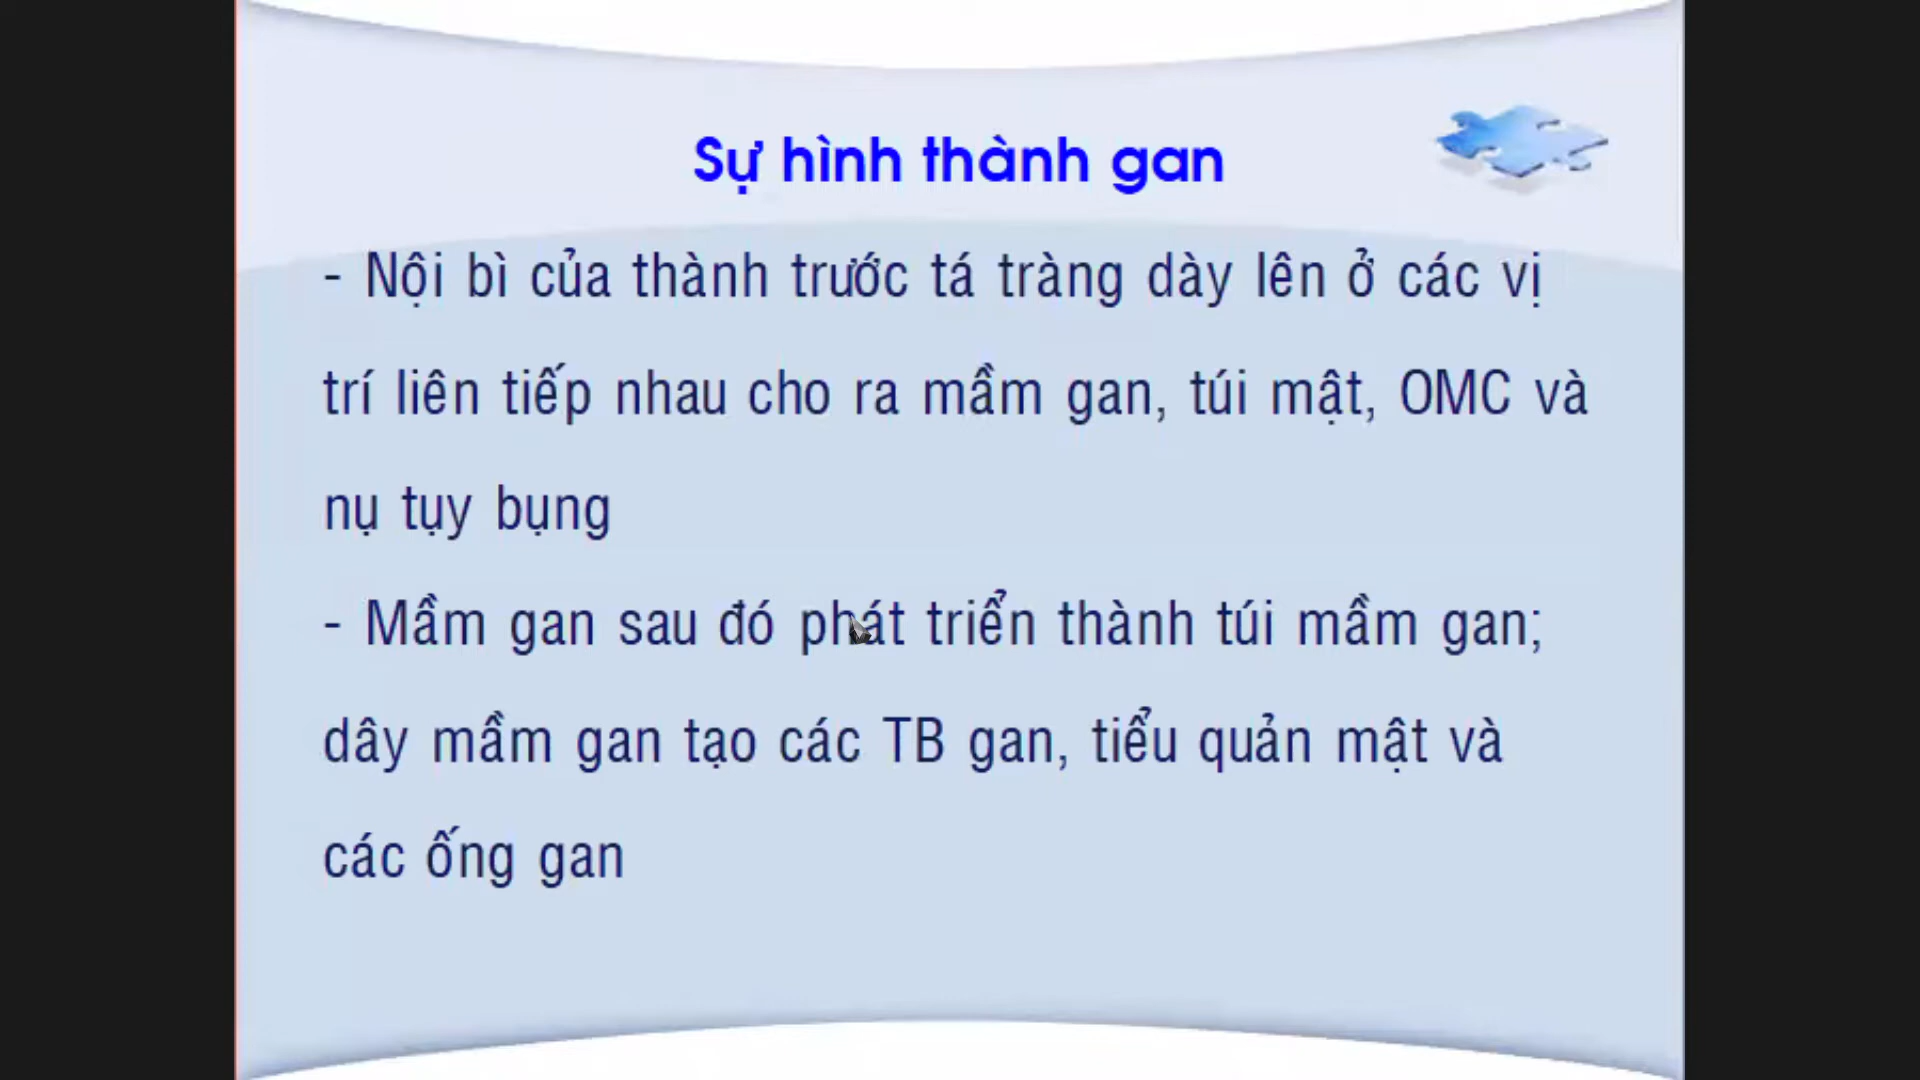 Sự hình thành gan
- Nội bì của thành trước tá tràng dày lên ở các vị
trí liên tiếp nhau cho ra mầm gan, túi mật, OMC và
nụ tụy bụng
- Mầm gan sau đó phát triển thành túi mầm gan;
dây mầm gan tạo các TB gan, tiểu quản mật và
các ống gan